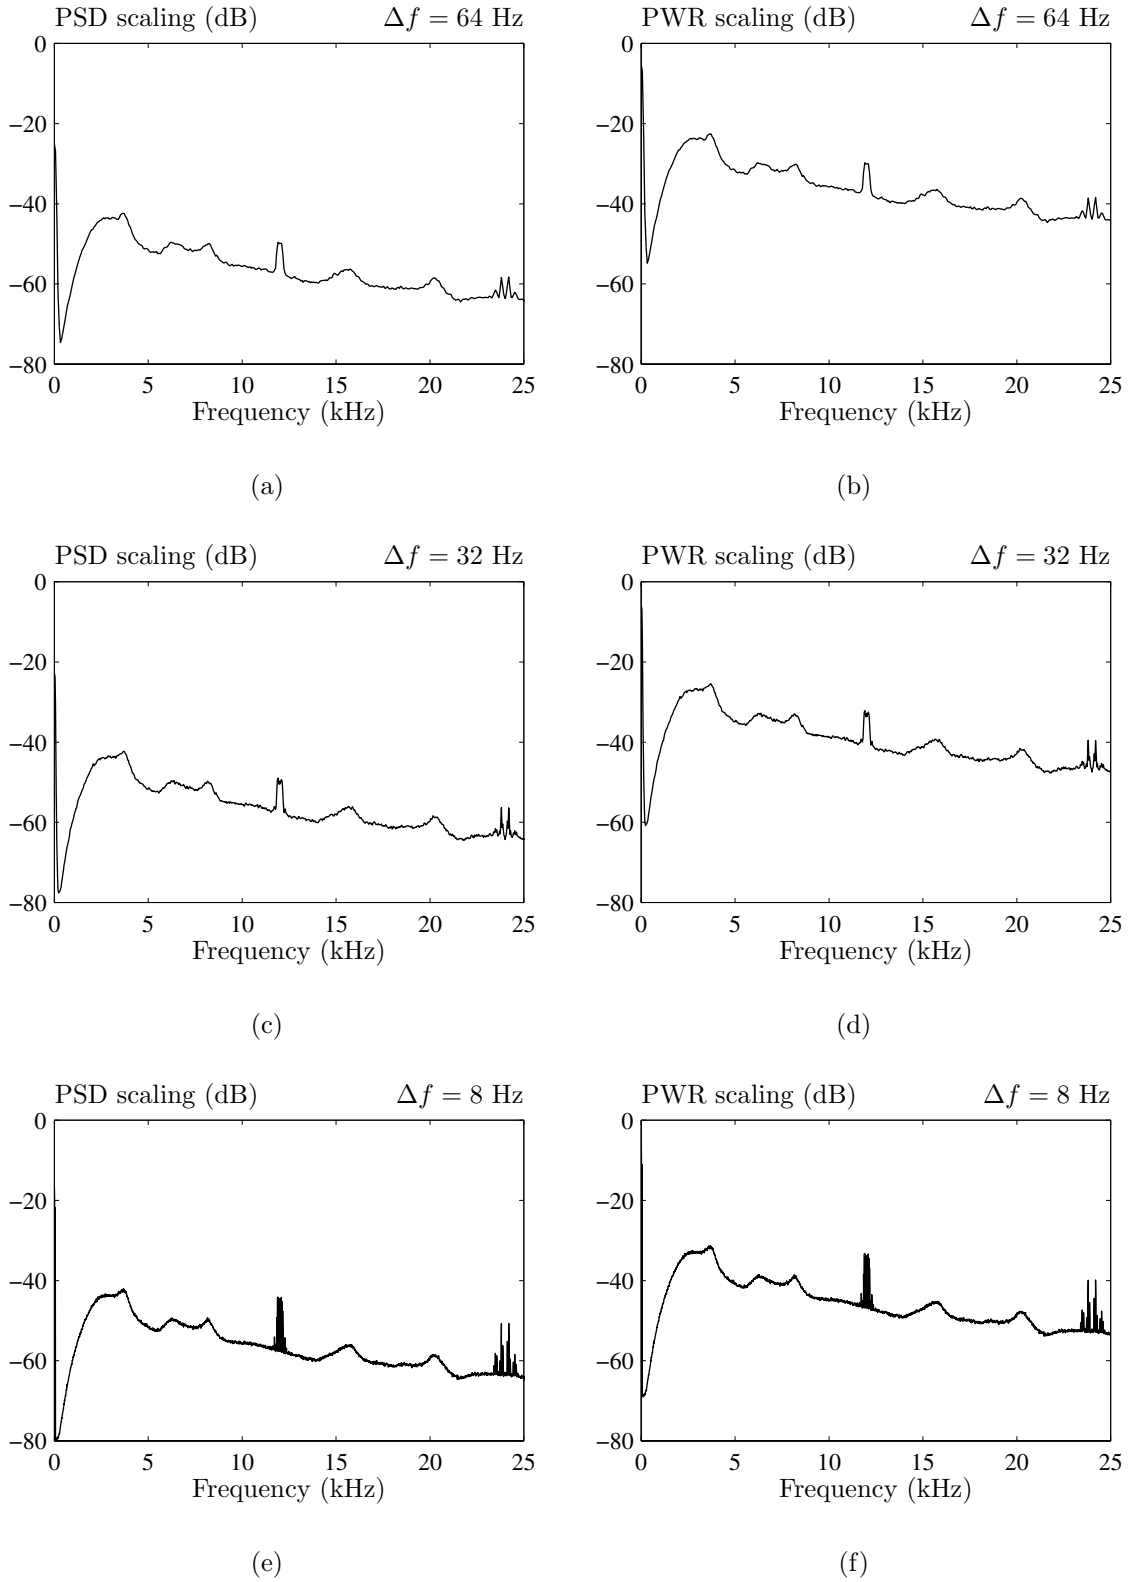 PSD scaling (dB) Δf = 64 Hz
0
−20
−40
−60
−80
0 5 10 15 20 25
Frequency (kHz)
(a)
PWR scaling (dB) Δf = 64 Hz
0
−20
−40
−60
−80
0 5 10 15 20 25
Frequency (kHz)
(b)
PSD scaling (dB) Δf = 32 Hz
0
−20
−40
−60
−80
0 5 10 15 20 25
Frequency (kHz)
(c)
PWR scaling (dB) Δf = 32 Hz
0
−20
−40
−60
−80
0 5 10 15 20 25
Frequency (kHz)
(d)
PSD scaling (dB) Δf = 8 Hz
0
−20
−40
−60
−80
0 5 10 15 20 25
Frequency (kHz)
(e)
PWR scaling (dB) Δf = 8 Hz
0
−20
−40
−60
−80
0 5 10 15 20 25
Frequency (kHz)
(f)